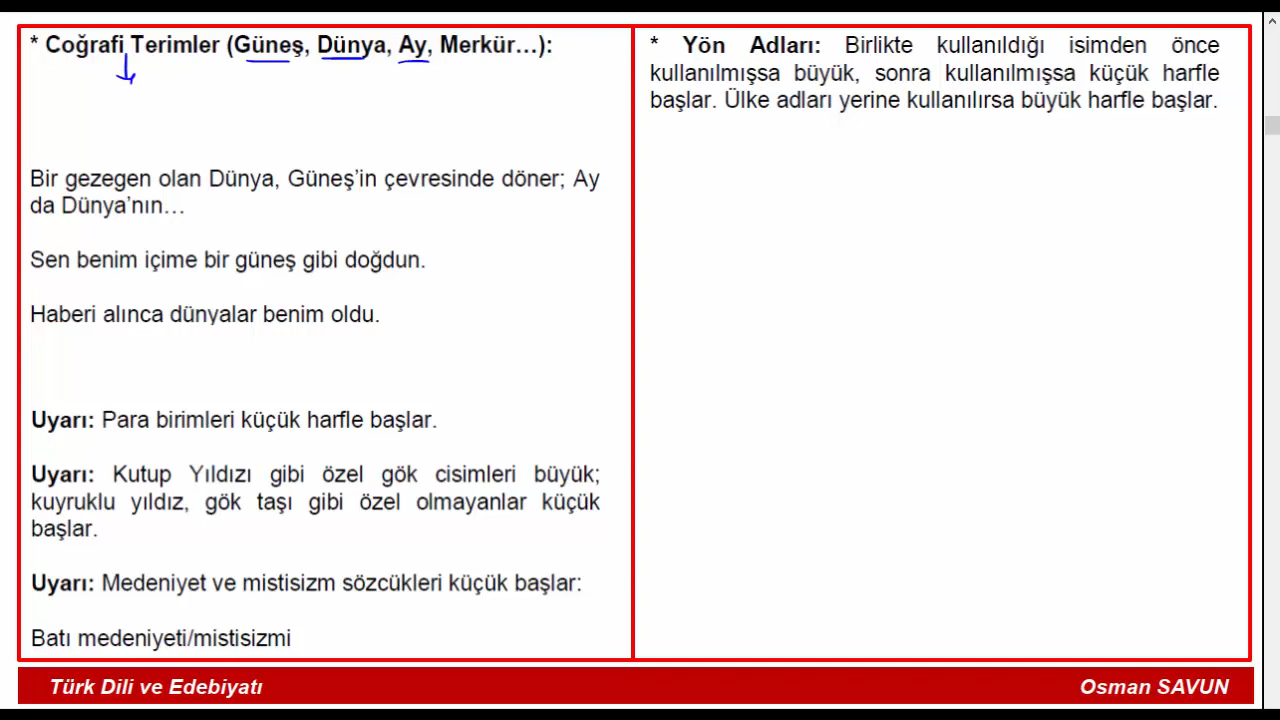 * Coğrafi Terimler (Güneş, Dünya, Ay, Merkür…):
Bir gezegen olan Dünya, Güneş’in çevresinde döner; Ay
da Dünya’nın…
Sen benim içime bir güneş gibi doğdun.
Haberi alınca dünyalar benim oldu.
Uyarı: Para birimleri küçük harfle başlar.
Uyarı: Kutup Yıldızı gibi özel gök cisimleri büyük;
kuyruklu yıldız, gök taşı gibi özel olmayanlar küçük
başlar.
Uyarı: Medeniyet ve mistisizm sözcükleri küçük başlar:
Batı medeniyeti/mistisizmi
* Yön Adları: Birlikte kullanıldığı isimden önce
kullanılmışsa büyük, sonra kullanılmışsa küçük harfle
başlar. Ülke adları yerine kullanılırsa büyük harfle başlar.
Türk Dili ve Edebiyatı
Osman SAVUN